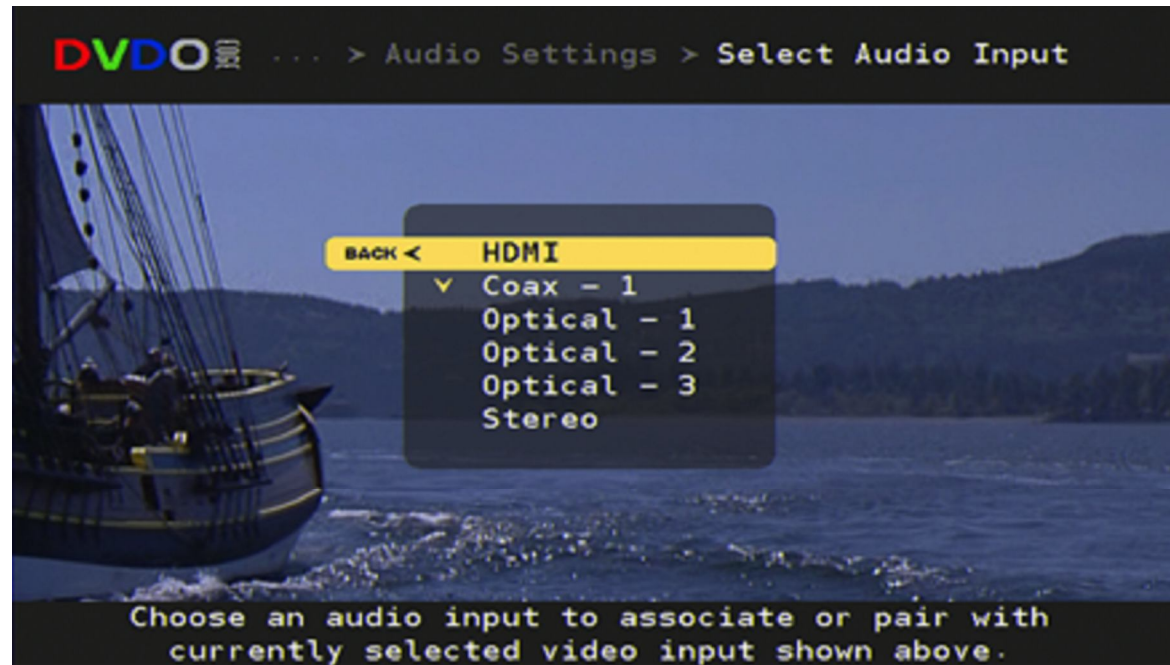 DVDO EDGE ... > Audio Settings > Select Audio Input
BACK < HDMI
Coax - 1
Optical - 1
Optical - 2
Optical - 3
Stereo
Choose an audio input to associate or pair with
currently selected video input shown above.